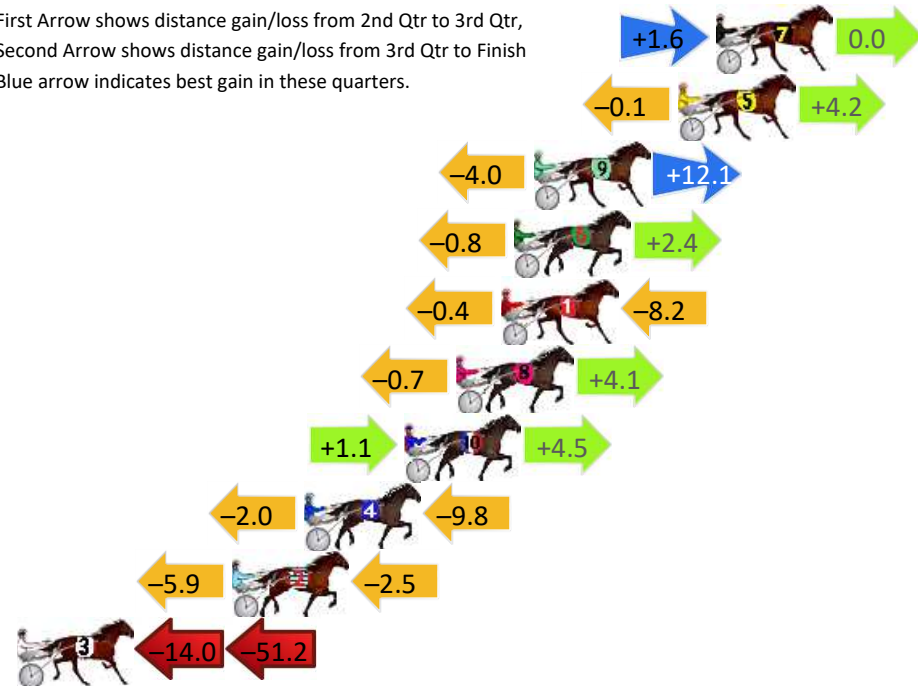 First Arrow shows distance gain/loss from 2nd Qtr to 3rd Qtr,
Second Arrow shows distance gain/loss from 3rd Qtr to Finish
Blue arrow indicates best gain in these quarters.
+1.6 7 0.0
−0.1 5 +4.2
−4.0 9 +12.1
−0.8 6 +2.4
−0.4 1 −8.2
−0.7 8 +4.1
+1.1 10 +4.5
−2.0 4 −9.8
−5.9 2 −2.5
3 −14.0 −51.2